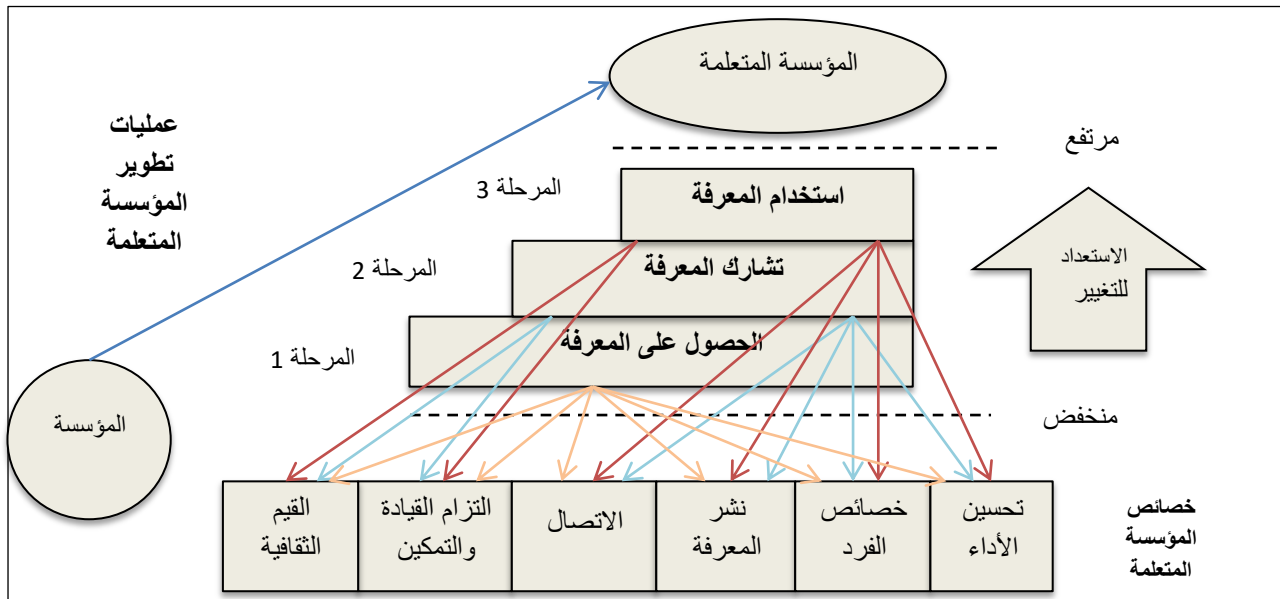 المؤسسة المتعلمة
عمليات
تطوير
المؤسسة
المتعلمة
مرتفع
المرحلة 3
استخدام المعرفة
الاستعداد
للتغيير
المرحلة 2
تشارك المعرفة
المرحلة 1
الحصول على المعرفة
المؤسسة
منخفض
خصائص
المؤسسة
المتعلمة
تحسين
الأداء
خصائص
الفرد
نشر
المعرفة
الاتصال
التزام القيادة
والتمكين
القيم
الثقافية